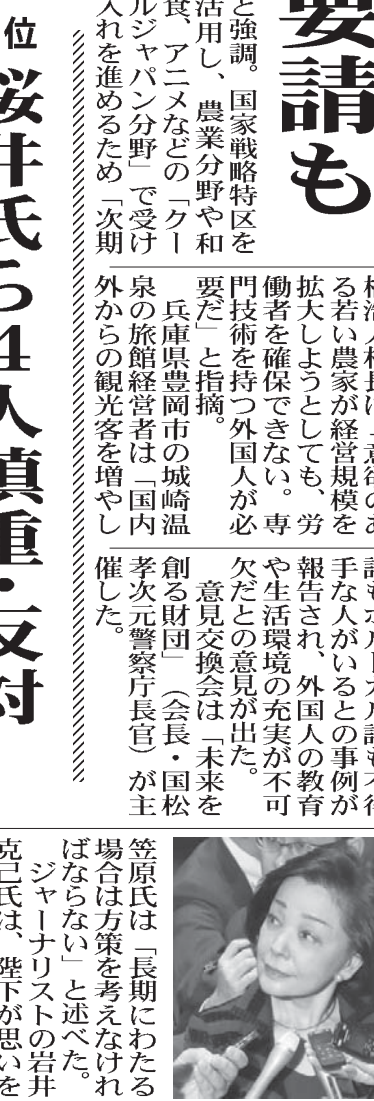 要請も
と強調。国家戦略特区を
活用し、農業分野や和
食、アニメなどの「クー
ルジャパン分野」で受け
入れを進めるため「次期
る若い農家が経営規模を
拡大しようとしても、労
働者を確保できない。専
門技術を持つ外国人が必
要だ」と指摘。
兵庫県豊岡市の城崎温
泉の旅館経営者は「国内
外からの観光客を増やし
手な人がいるとの事例が
報告され、外国人の教育
や生活環境の充実が不可
欠だとの意見が出た。
意見交換会は「未来を
創る財団」（会長・国松
孝次元警察庁長官）が主
催した。
位
桜井氏ら4人慎重・反対
笠原氏は「長期にわたる
場合は方策を考えなけれ
ばならない」と述べた。
ジャーナリストの岩井
克己氏は、陛下が思いを